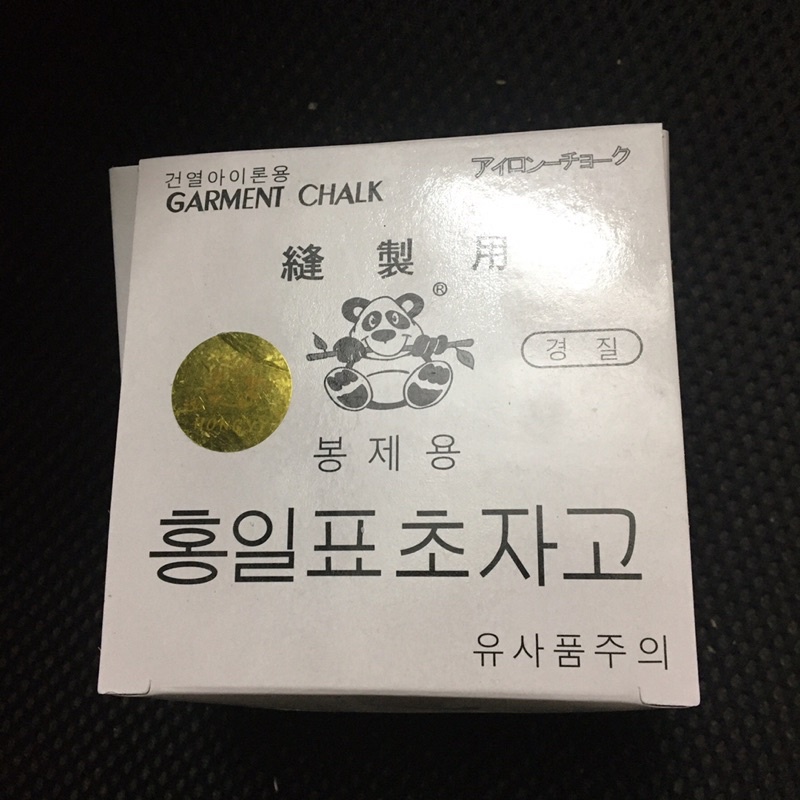 건열아이론용
アイロンーチョーク
GARMENT CHALK
縫製用
®
경질
봉제용
홍일표초자고
유사품주의